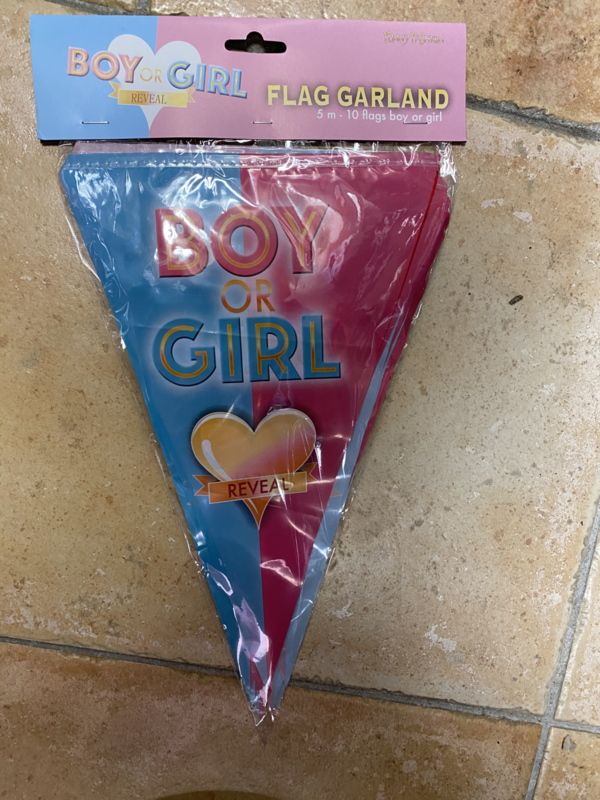 BOY OR GIRL
REVEAL
FLAG GARLAND
5 m - 10 flags boy or girl
BOY
OR
GIRL
REVEAL